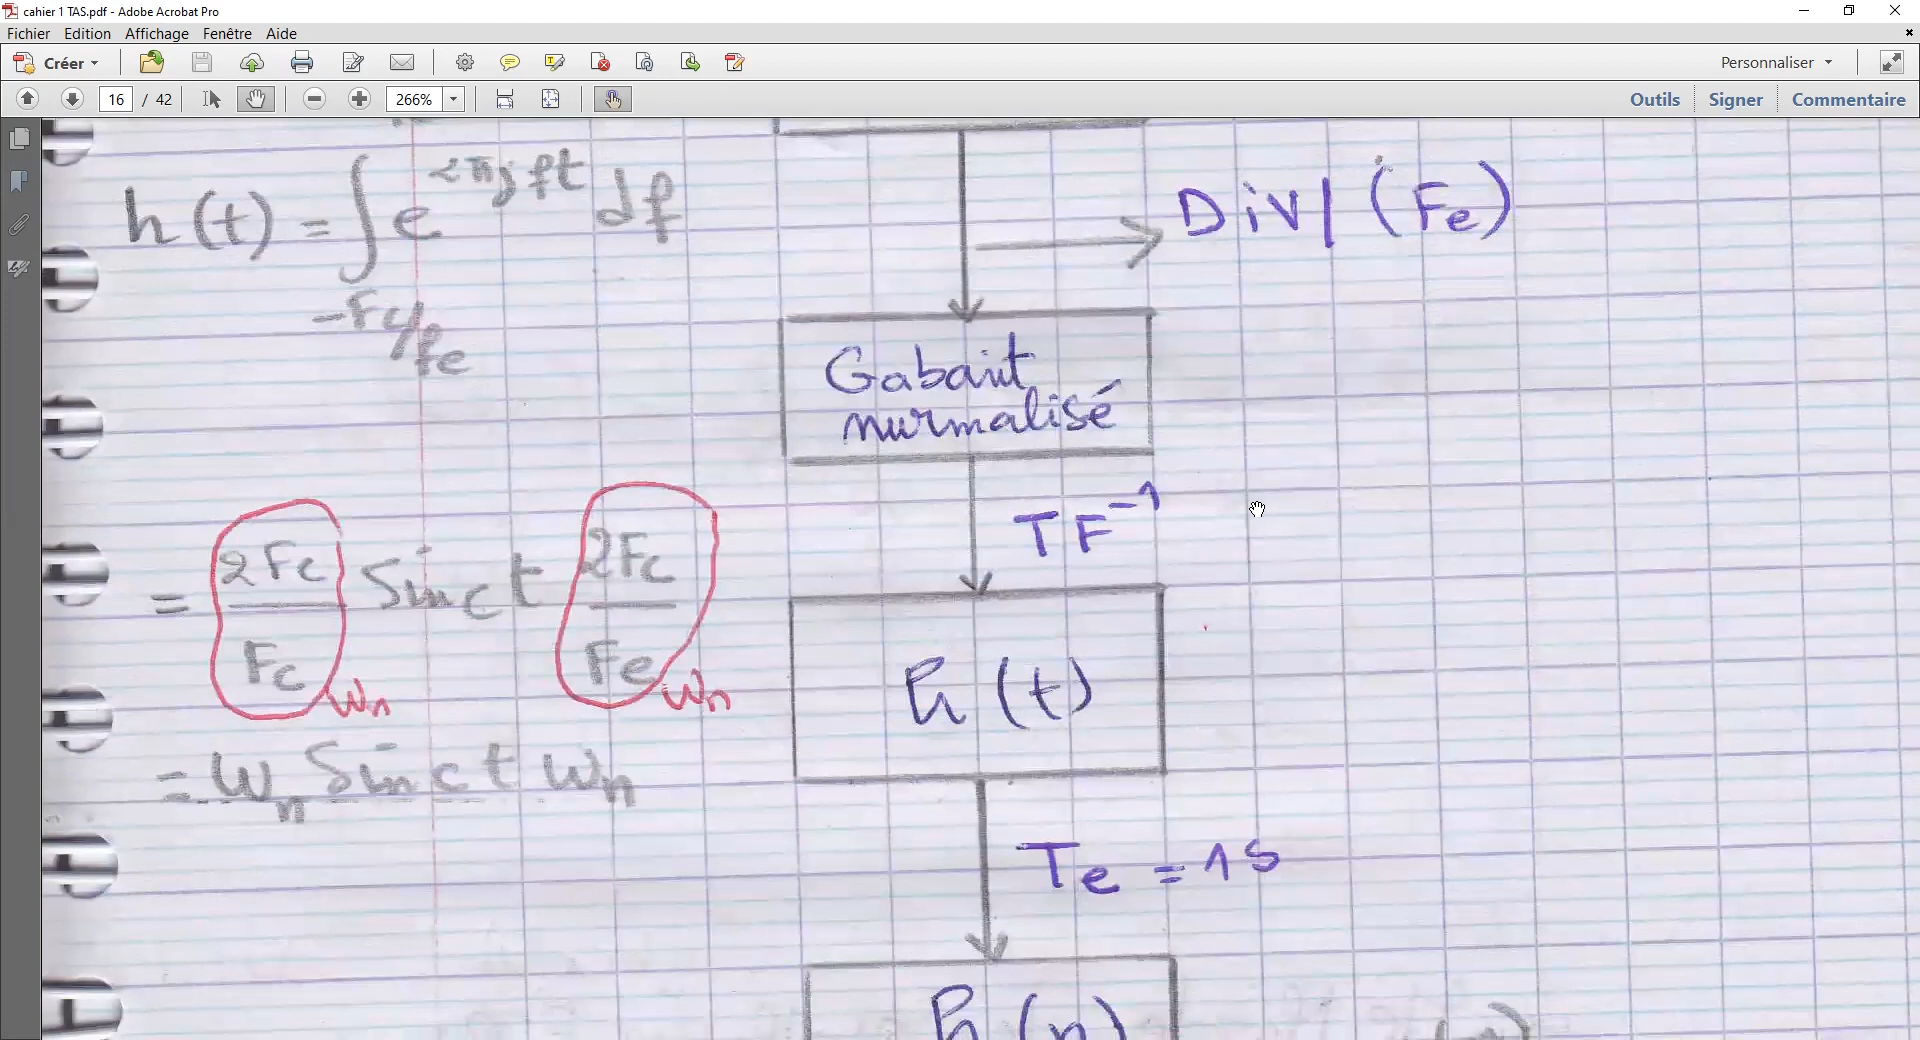 cahier 1 TAS.pdf - Adobe Acrobat Pro
Fichier Edition Affichage Fenêtre Aide
Créer
Personnaliser
16 / 42
266%
Outils Signer Commentaire
h(t) = ∫ e^{2πjft} df
-Fc/fe
Div/ (Fe)
Gabarit
nurmalisé
TF⁻¹
= 2Fc/Fc Sinc t 2Fc/Fe
Wn Wn
h (t)
= Wn Sinc t Wn
Te = 1s
h (n)